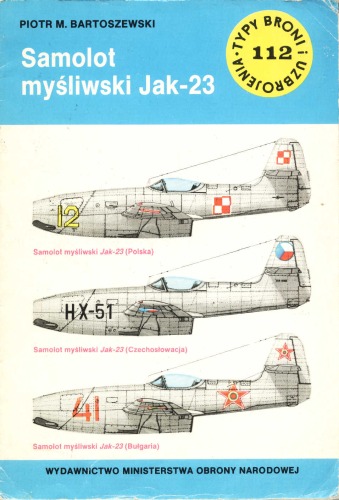 PIOTR M. BARTOSZEWSKI
Samolot
myśliwski Jak-23
TYPY BRONI i UZBROJENIA •
112
12
Samolot myśliwski Jak-23 (Polska)
HX-51
Samolot myśliwski Jak-23 (Czechosłowacja)
41
Samolot myśliwski Jak-23 (Bułgaria)
WYDAWNICTWO MINISTERSTWA OBRONY NARODOWEJ